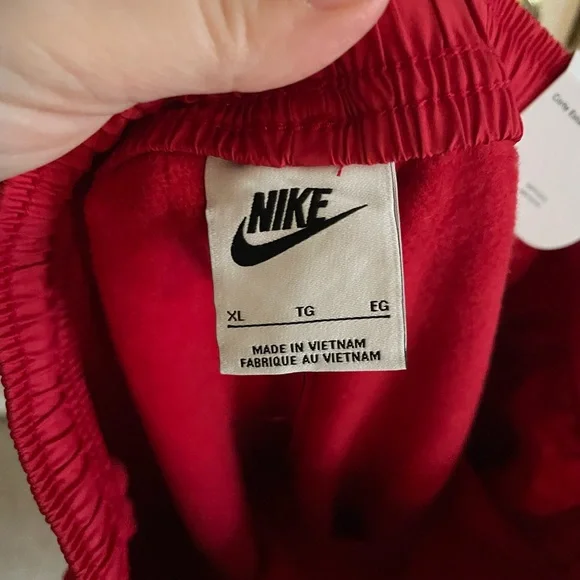 NIKE
XL TG EG
MADE IN VIETNAM
FABRIQUE AU VIETNAM